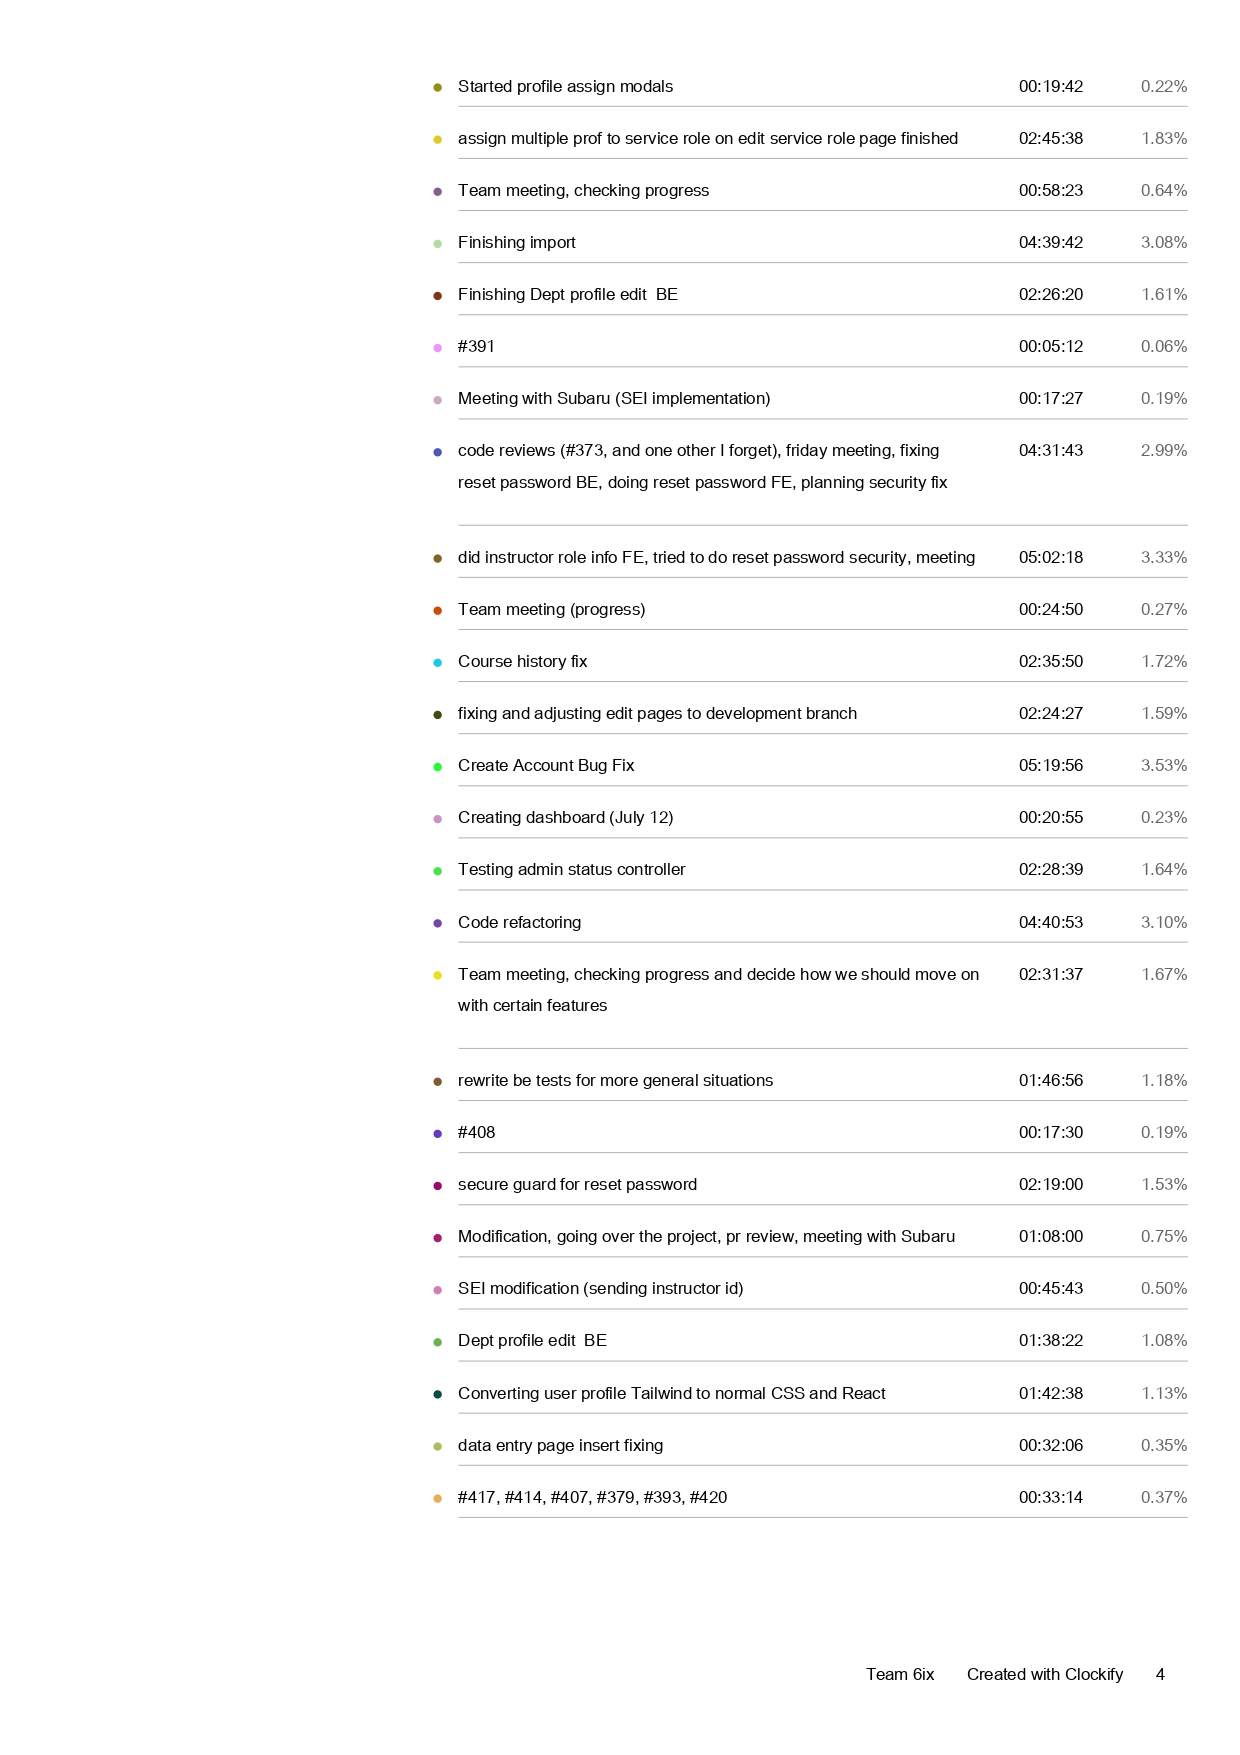 Started profile assign modals 00:19:42 0.22%
assign multiple prof to service role on edit service role page finished 02:45:38 1.83%
Team meeting, checking progress 00:58:23 0.64%
Finishing import 04:39:42 3.08%
Finishing Dept profile edit  BE 02:26:20 1.61%
#391 00:05:12 0.06%
Meeting with Subaru (SEI implementation) 00:17:27 0.19%
code reviews (#373, and one other I forget), friday meeting, fixing 04:31:43 2.99%
reset password BE, doing reset password FE, planning security fix
did instructor role info FE, tried to do reset password security, meeting 05:02:18 3.33%
Team meeting (progress) 00:24:50 0.27%
Course history fix 02:35:50 1.72%
fixing and adjusting edit pages to development branch 02:24:27 1.59%
Create Account Bug Fix 05:19:56 3.53%
Creating dashboard (July 12) 00:20:55 0.23%
Testing admin status controller 02:28:39 1.64%
Code refactoring 04:40:53 3.10%
Team meeting, checking progress and decide how we should move on 02:31:37 1.67%
with certain features
rewrite be tests for more general situations 01:46:56 1.18%
#408 00:17:30 0.19%
secure guard for reset password 02:19:00 1.53%
Modification, going over the project, pr review, meeting with Subaru 01:08:00 0.75%
SEI modification (sending instructor id) 00:45:43 0.50%
Dept profile edit  BE 01:38:22 1.08%
Converting user profile Tailwind to normal CSS and React 01:42:38 1.13%
data entry page insert fixing 00:32:06 0.35%
#417, #414, #407, #379, #393, #420 00:33:14 0.37%
Team 6ix Created with Clockify 4